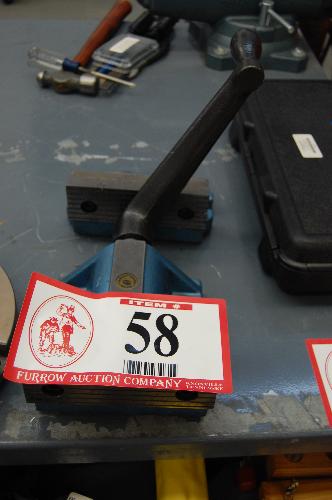 ITEM #
58
FURROW AUCTION COMPANY